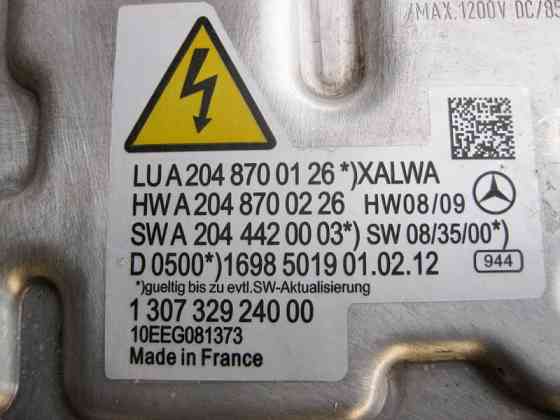 /MAX.1200V DC/85
LU A 204 870 01 26 *)XALWA
HW A 204 870 02 26 HW08/09
SW A 204 442 00 03*) SW 08/35/00*)
D 0500*)1698 5019 01.02.12 944
*)gueltig bis zu evtl.SW-Aktualisierung
1 307 329 240 00
10EEG081373
Made in France